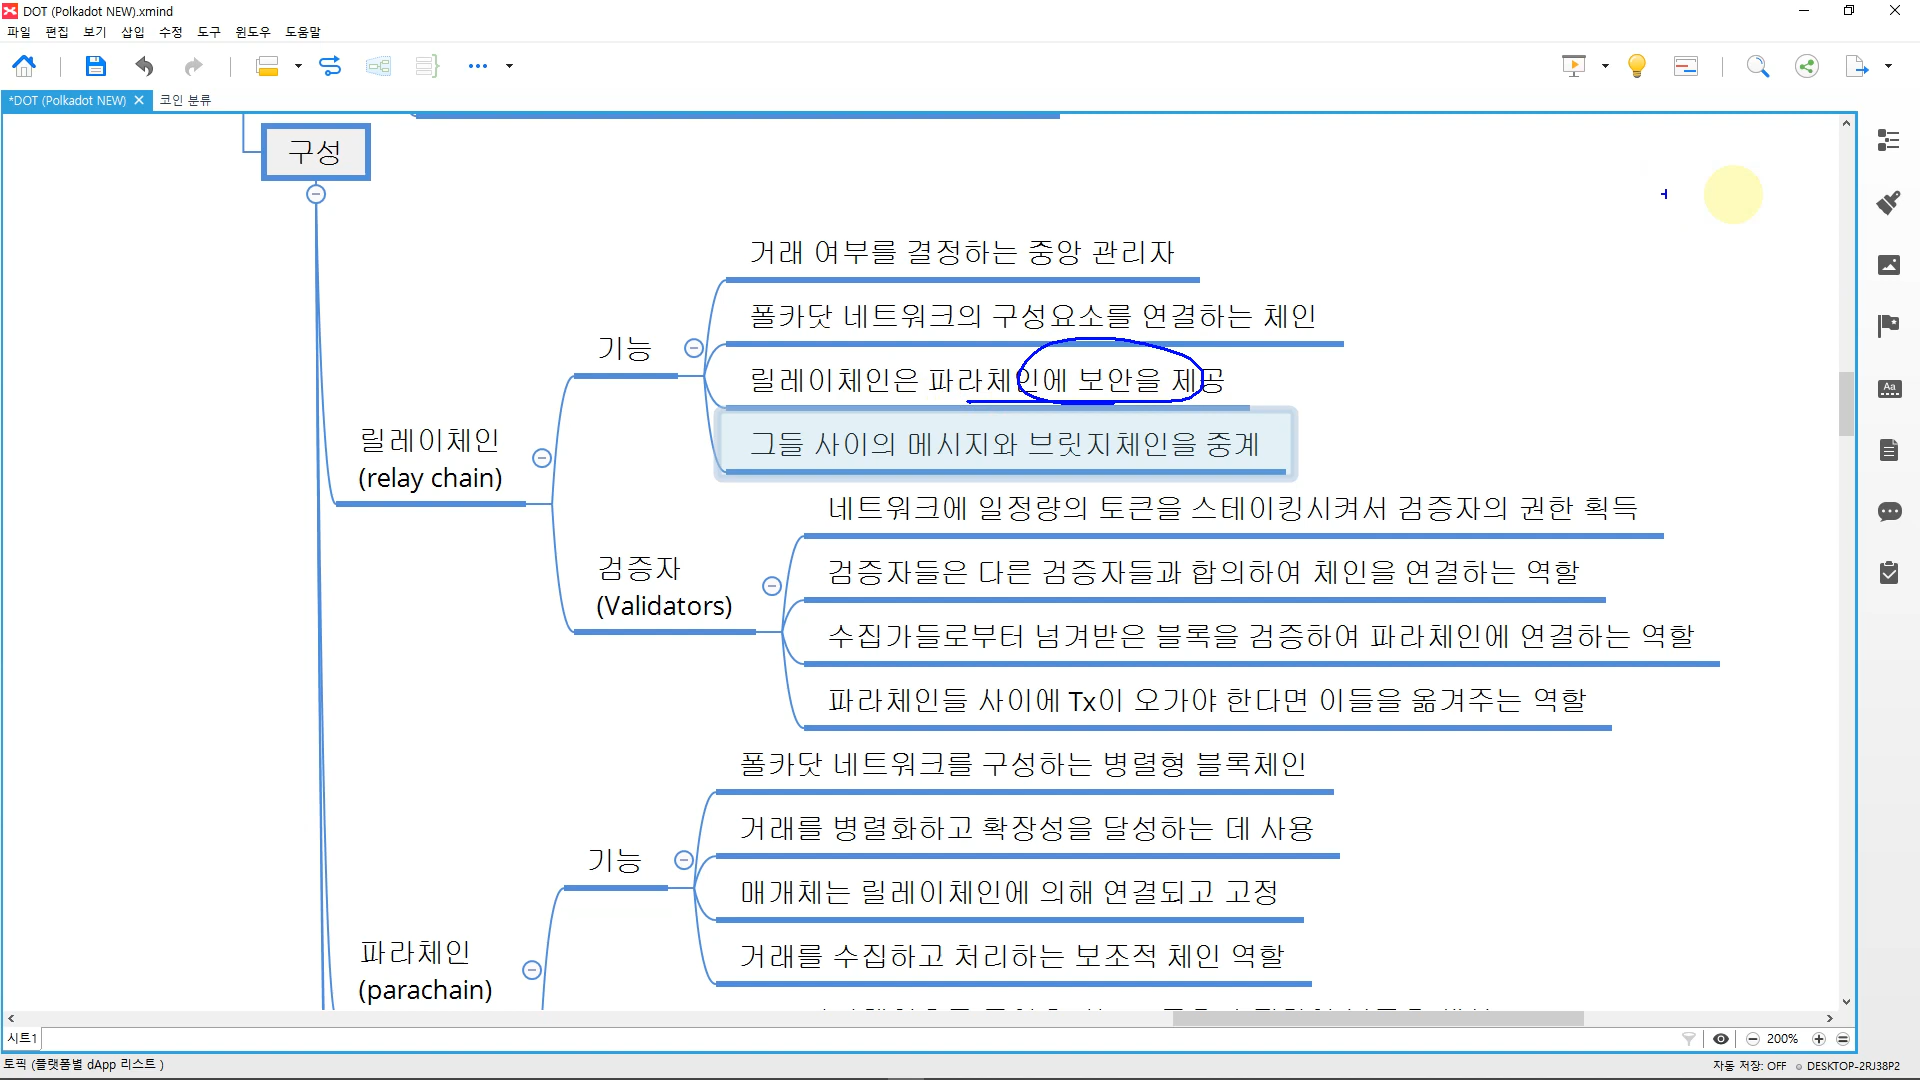 DOT (Polkadot NEW).xmind
파일 편집 보기 삽입 수정 도구 윈도우 도움말
*DOT (Polkadot NEW) 코인 분류
구성
거래 여부를 결정하는 중앙 관리자
폴카닷 네트워크의 구성요소를 연결하는 체인
기능
릴레이체인은 파라체인에 보안을 제공
그들 사이의 메시지와 브릿지체인을 중계
릴레이체인
(relay chain)
네트워크에 일정량의 토큰을 스테이킹시켜서 검증자의 권한 획득
검증자들은 다른 검증자들과 합의하여 체인을 연결하는 역할
검증자
(Validators)
수집가들로부터 넘겨받은 블록을 검증하여 파라체인에 연결하는 역할
파라체인들 사이에 Tx이 오가야 한다면 이들을 옮겨주는 역할
폴카닷 네트워크를 구성하는 병렬형 블록체인
거래를 병렬화하고 확장성을 달성하는 데 사용
기능
매개체는 릴레이체인에 의해 연결되고 고정
거래를 수집하고 처리하는 보조적 체인 역할
파라체인
(parachain)
Aa
시트1
200%
토픽 (플랫폼별 dApp 리스트 )
자동 저장: OFF DESKTOP-2RJ38P2